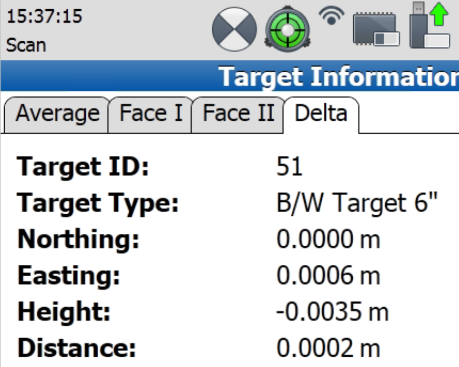 15:37:15
Scan
Target Information
Average Face I Face II Delta
Target ID: 51
Target Type: B/W Target 6"
Northing: 0.0000 m
Easting: 0.0006 m
Height: -0.0035 m
Distance: 0.0002 m